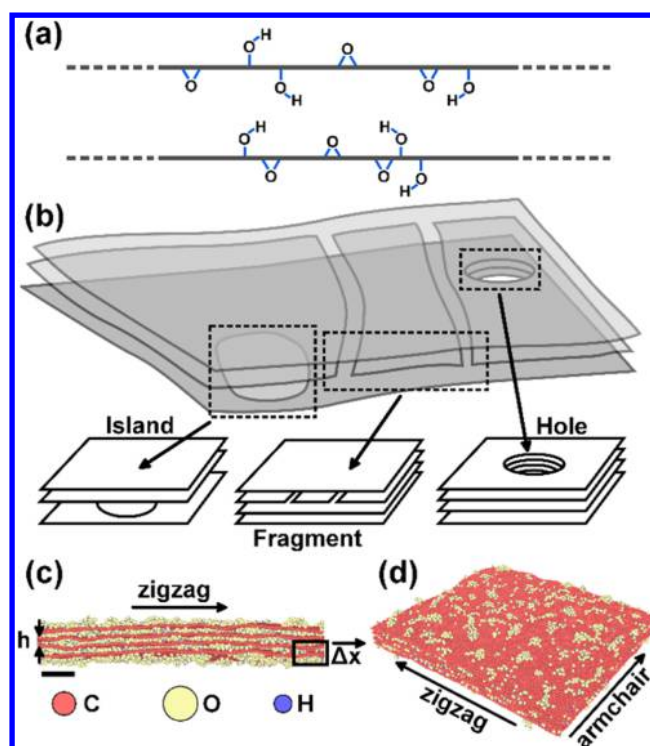 (a)
H
O
O
O
O
H
O
O
H
H
O
O
O
H
O
O
O
H
(b)
Island
Hole
Fragment
(c)
zigzag
(d)
h
Δx
C
O
H
zigzag
armchair